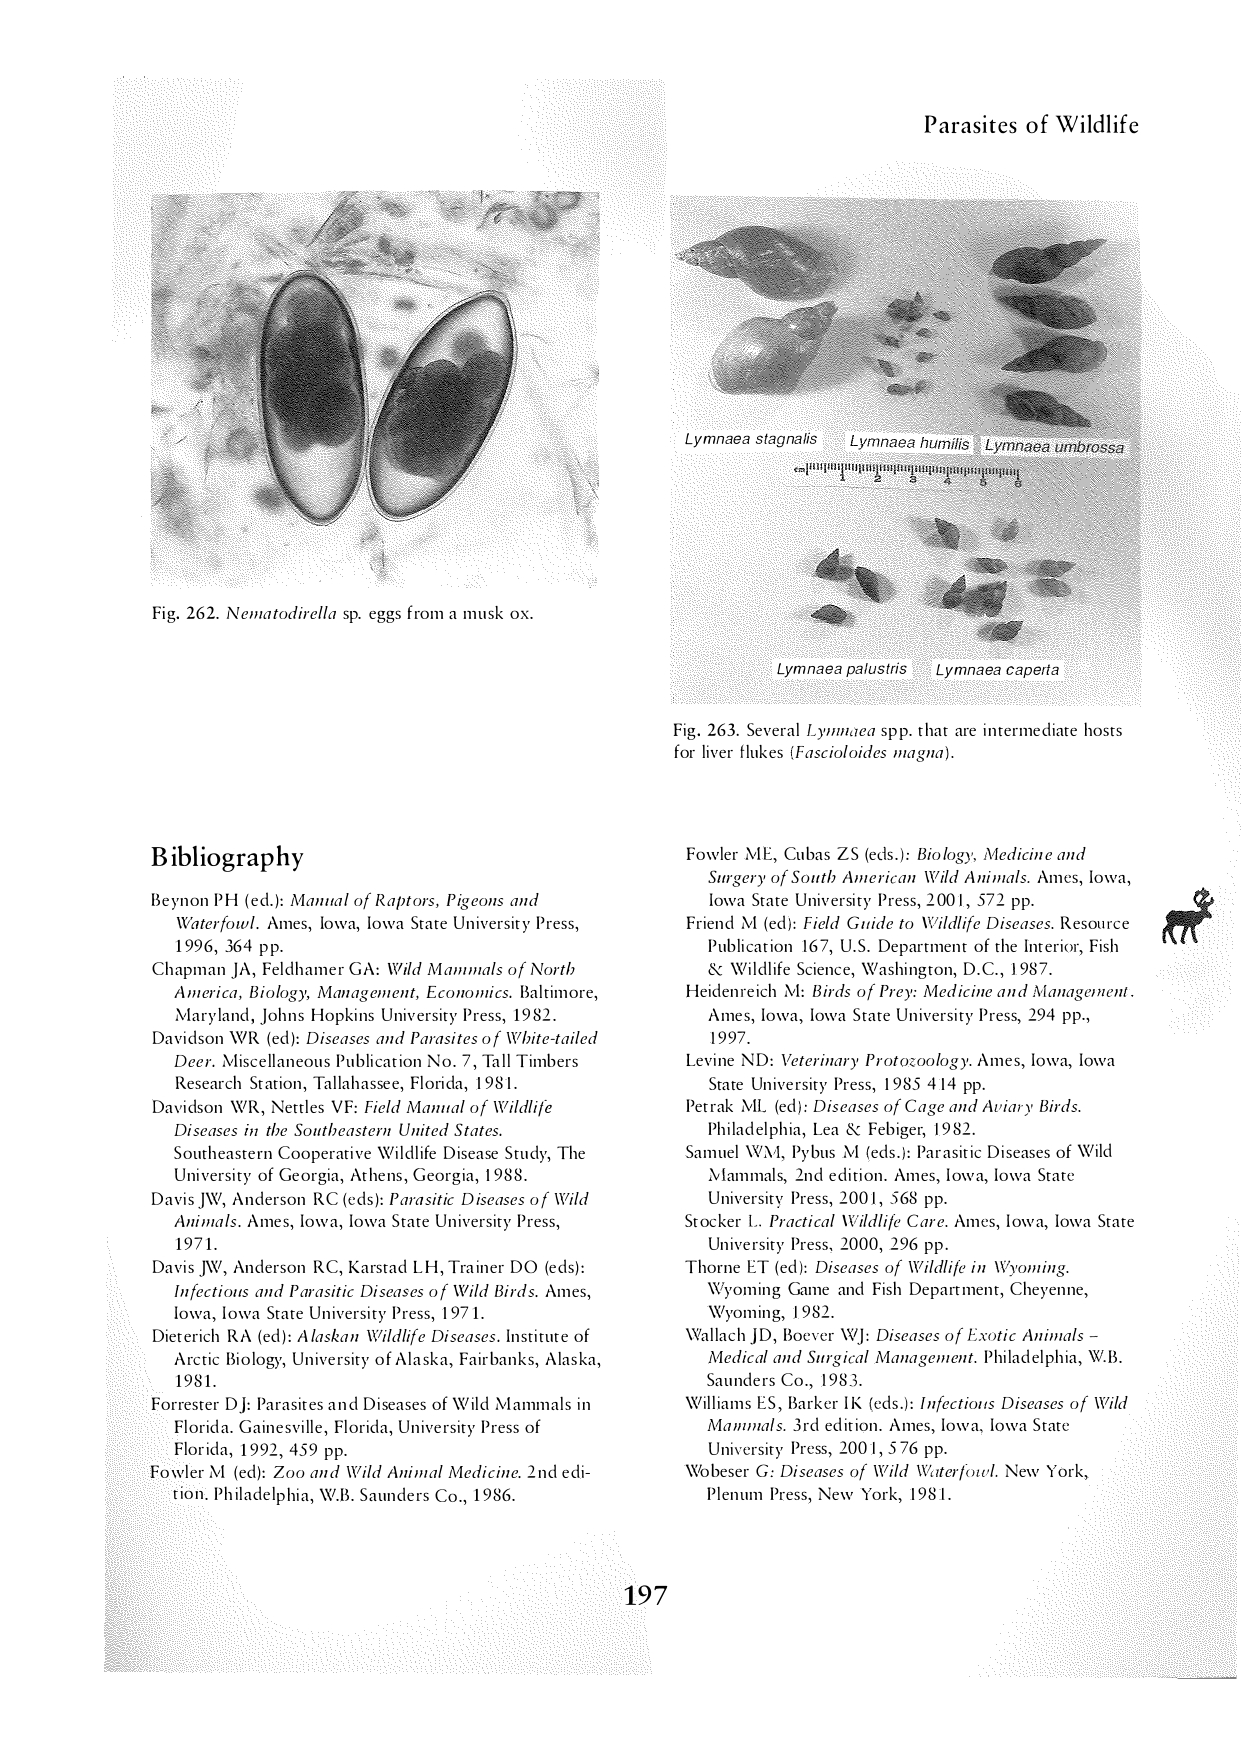 Parasites of Wildlife
Fig. 262. Nematodirella sp. eggs from a musk ox.
Lymnaea stagnalis
Lymnaea humilis
Lymnaea umbrossa
cm 1 2 3 4 5 6
Lymnaea palustris
Lymnaea caperta
Fig. 263. Several Lymnaea spp. that are intermediate hosts
for liver flukes (Fascioloides magna).
Bibliography
Beynon PH (ed.): Manual of Raptors, Pigeons and
Waterfowl. Ames, Iowa, Iowa State University Press,
1996, 364 pp.
Chapman JA, Feldhamer GA: Wild Mammals of North
America, Biology, Management, Economics. Baltimore,
Maryland, Johns Hopkins University Press, 1982.
Davidson WR (ed): Diseases and Parasites of White-tailed
Deer. Miscellaneous Publication No. 7, Tall Timbers
Research Station, Tallahassee, Florida, 1981.
Davidson WR, Nettles VF: Field Manual of Wildlife
Diseases in the Southeastern United States.
Southeastern Cooperative Wildlife Disease Study, The
University of Georgia, Athens, Georgia, 1988.
Davis JW, Anderson RC (eds): Parasitic Diseases of Wild
Animals. Ames, Iowa, Iowa State University Press,
1971.
Davis JW, Anderson RC, Karstad LH, Trainer DO (eds):
Infectious and Parasitic Diseases of Wild Birds. Ames,
Iowa, Iowa State University Press, 1971.
Dieterich RA (ed): Alaskan Wildlife Diseases. Institute of
Arctic Biology, University of Alaska, Fairbanks, Alaska,
1981.
Forrester DJ: Parasites and Diseases of Wild Mammals in
Florida. Gainesville, Florida, University Press of
Florida, 1992, 459 pp.
Fowler M (ed): Zoo and Wild Animal Medicine. 2nd edi-
tion. Philadelphia, W.B. Saunders Co., 1986.
Fowler ME, Cubas ZS (eds.): Biology, Medicine and
Surgery of South American Wild Animals. Ames, Iowa,
Iowa State University Press, 2001, 572 pp.
Friend M (ed): Field Guide to Wildlife Diseases. Resource
Publication 167, U.S. Department of the Interior, Fish
& Wildlife Science, Washington, D.C., 1987.
Heidenreich M: Birds of Prey: Medicine and Management.
Ames, Iowa, Iowa State University Press, 294 pp.,
1997.
Levine ND: Veterinary Protozoology. Ames, Iowa, Iowa
State University Press, 1985 414 pp.
Petrak ML (ed): Diseases of Cage and Aviary Birds.
Philadelphia, Lea & Febiger, 1982.
Samuel WM, Pybus M (eds.): Parasitic Diseases of Wild
Mammals, 2nd edition. Ames, Iowa, Iowa State
University Press, 2001, 568 pp.
Stocker L. Practical Wildlife Care. Ames, Iowa, Iowa State
University Press, 2000, 296 pp.
Thorne ET (ed): Diseases of Wildlife in Wyoming.
Wyoming Game and Fish Department, Cheyenne,
Wyoming, 1982.
Wallach JD, Boever WJ: Diseases of Exotic Animals –
Medical and Surgical Management. Philadelphia, W.B.
Saunders Co., 1983.
Williams ES, Barker IK (eds.): Infectious Diseases of Wild
Mammals. 3rd edition. Ames, Iowa, Iowa State
University Press, 2001, 576 pp.
Wobeser G: Diseases of Wild Waterfowl. New York,
Plenum Press, New York, 1981.
197